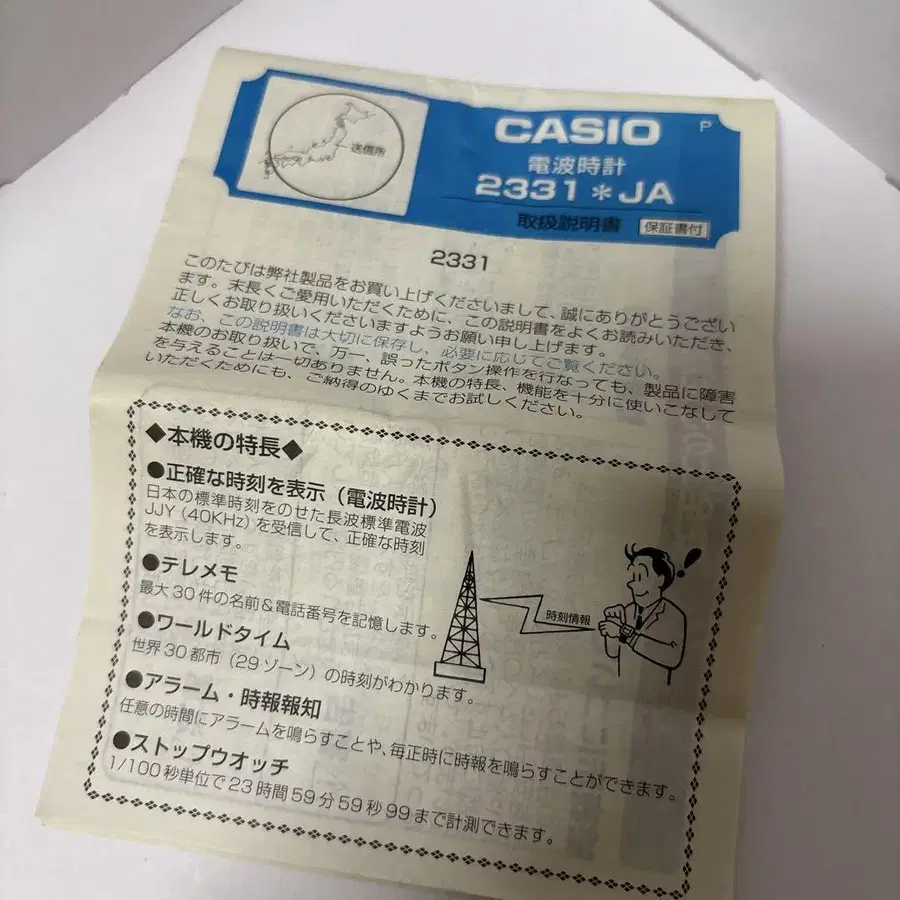 送信所
CASIO
P
電波時計
2331＊JA
取扱説明書 保証書付
2331
このたびは弊社製品をお買い上げくださいまして、誠にありがとうござい
ます。末長くご愛用いただくために、この説明書をよくお読みいただき、
正しくお取り扱いくださいますようお願い申し上げます。
なお、この説明書は大切に保存し、必要に応じてご覧ください。
本機のお取り扱いで、万一、誤ったボタン操作を行なっても、製品に障害
を与えることは一切ありません。本機の特長、機能を十分に使いこなして
いただくためにも、ご納得のゆくまでお試しください。
◆本機の特長◆
●正確な時刻を表示（電波時計）
日本の標準時刻をのせた長波標準電波
JJY（40KHz）を受信して、正確な時刻
を表示します。
●テレメモ
最大30件の名前＆電話番号を記憶します。
●ワールドタイム
世界30都市（29ゾーン）の時刻がわかります。
●アラーム・時報報知
任意の時間にアラームを鳴らすことや、毎正時に時報を鳴らすことができます。
●ストップウオッチ
1/100秒単位で23時間59分59秒99まで計測できます。
時刻情報
！